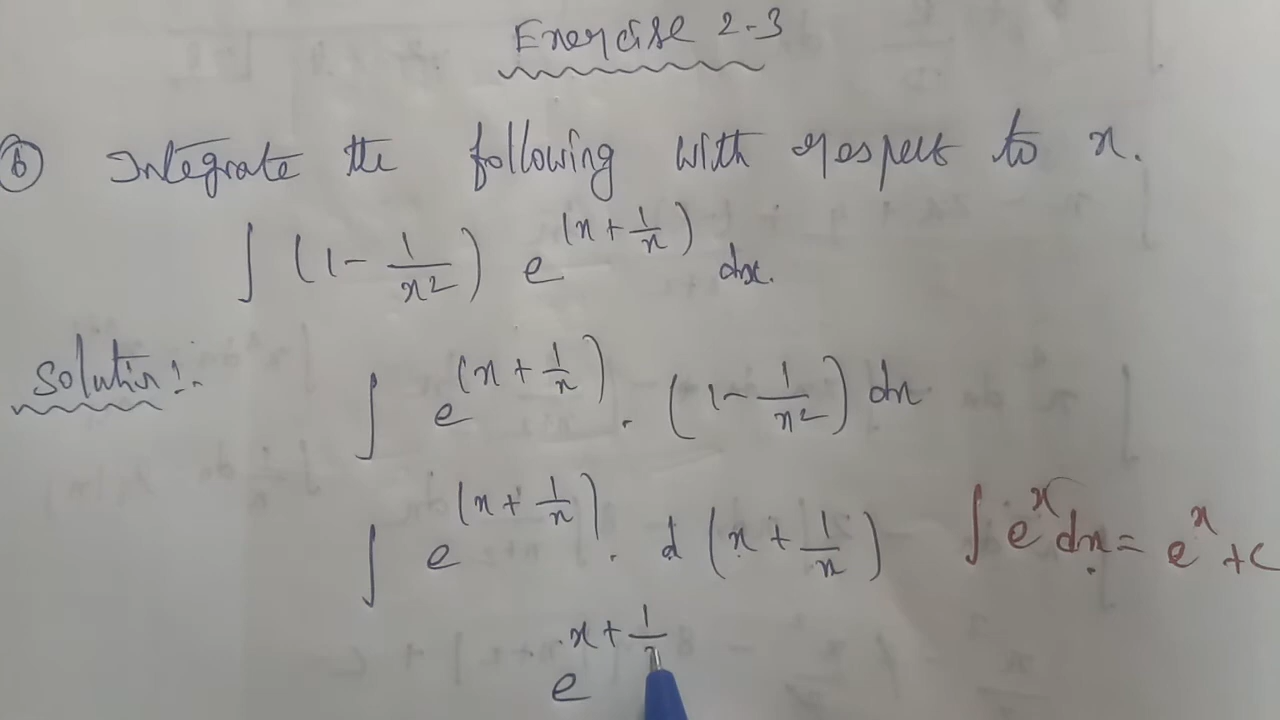 Exercise 2-3
⑥ Integrate the following with respect to x.
∫ (1 - 1/x²) e^(x + 1/x) dx.
Solution:-
∫ e^(x + 1/x) . (1 - 1/x²) dx
∫ e^(x + 1/x) . d (x + 1/x) ∫ e^x dx = e^x + c
e^x + 1/x